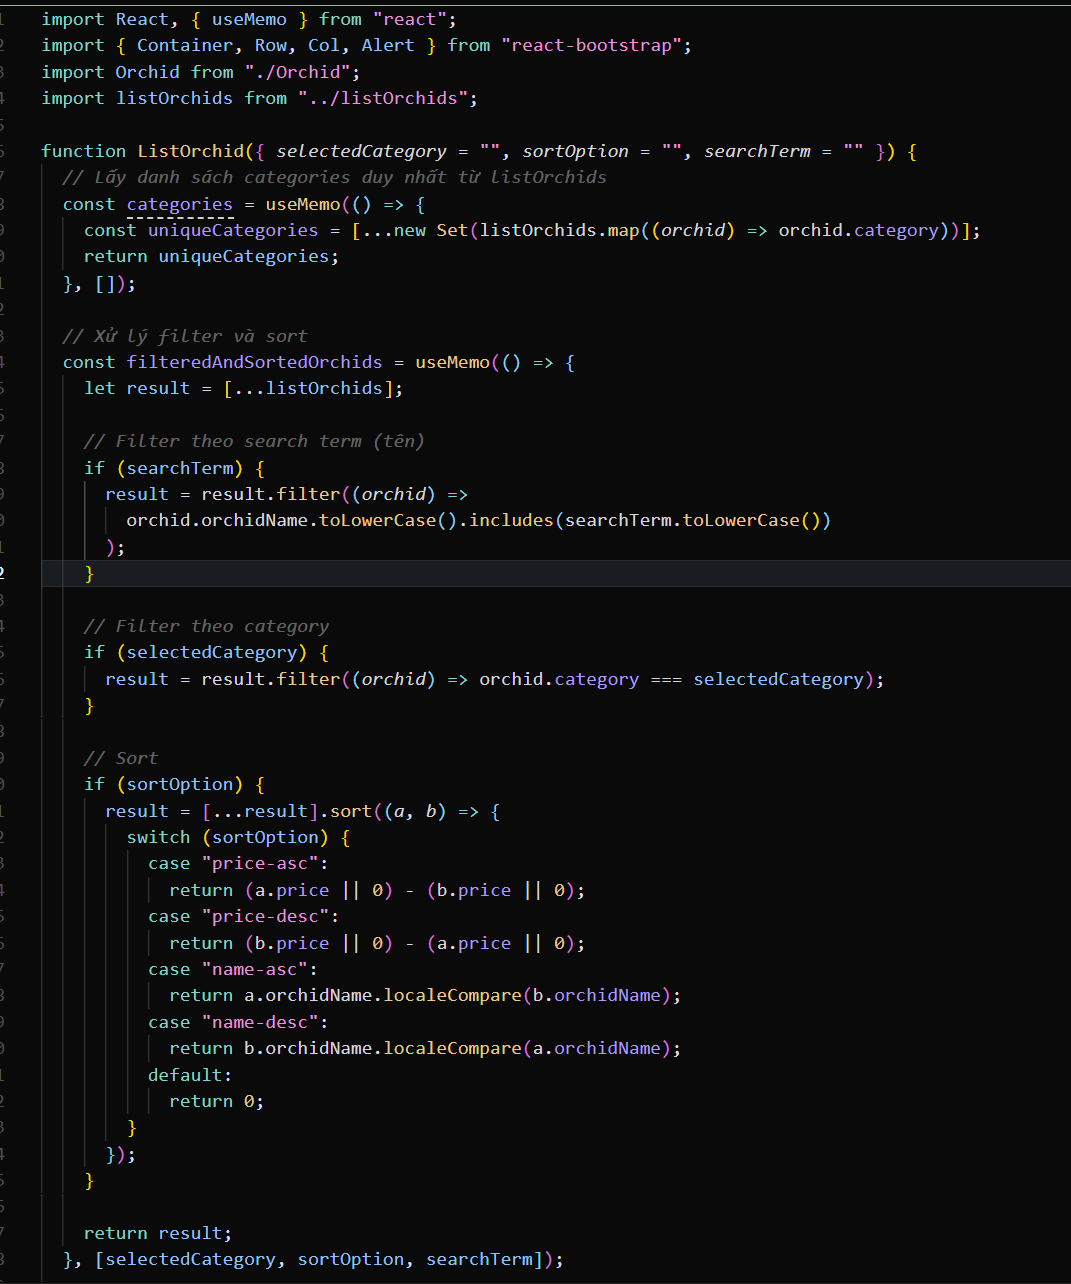 import React, { useMemo } from "react";
import { Container, Row, Col, Alert } from "react-bootstrap";
import Orchid from "./Orchid";
import listOrchids from "../listOrchids";
function ListOrchid({ selectedCategory = "", sortOption = "", searchTerm = "" }) {
// Lấy danh sách categories duy nhất từ listOrchids
const categories = useMemo(() => {
const uniqueCategories = [...new Set(listOrchids.map((orchid) => orchid.category))];
return uniqueCategories;
}, []);
// Xử lý filter và sort
const filteredAndSortedOrchids = useMemo(() => {
let result = [...listOrchids];
// Filter theo search term (tên)
if (searchTerm) {
result = result.filter((orchid) =>
orchid.orchidName.toLowerCase().includes(searchTerm.toLowerCase())
);
}
// Filter theo category
if (selectedCategory) {
result = result.filter((orchid) => orchid.category === selectedCategory);
}
// Sort
if (sortOption) {
result = [...result].sort((a, b) => {
switch (sortOption) {
case "price-asc":
return (a.price || 0) - (b.price || 0);
case "price-desc":
return (b.price || 0) - (a.price || 0);
case "name-asc":
return a.orchidName.localeCompare(b.orchidName);
case "name-desc":
return b.orchidName.localeCompare(a.orchidName);
default:
return 0;
}
});
}
return result;
}, [selectedCategory, sortOption, searchTerm]);